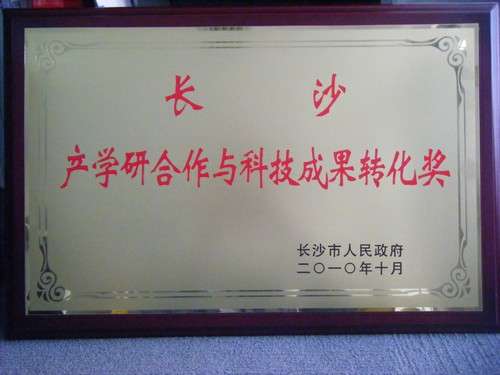 长 沙
产学研合作与科技成果转化奖
长沙市人民政府
二〇一〇年十月